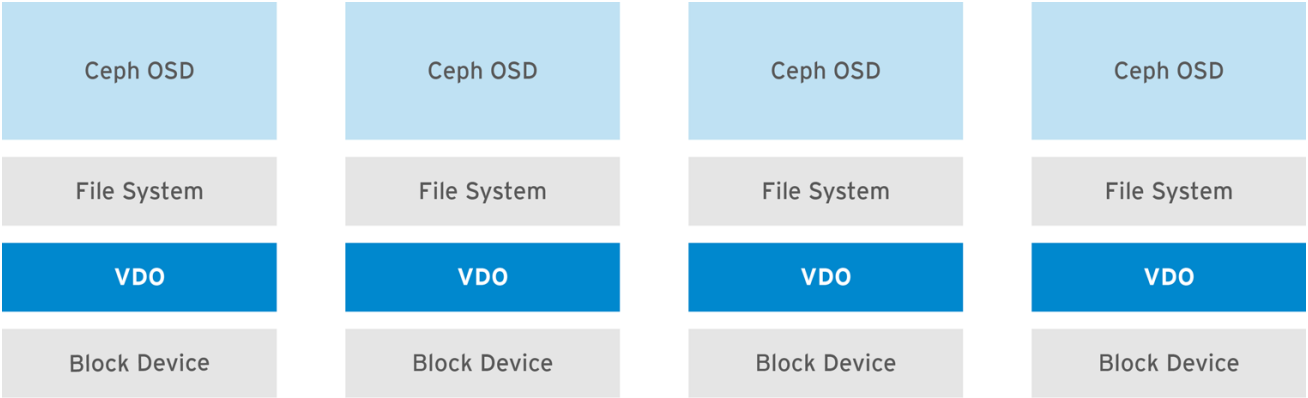 Ceph OSD Ceph OSD Ceph OSD Ceph OSD
File System File System File System File System
VDO VDO VDO VDO
Block Device Block Device Block Device Block Device